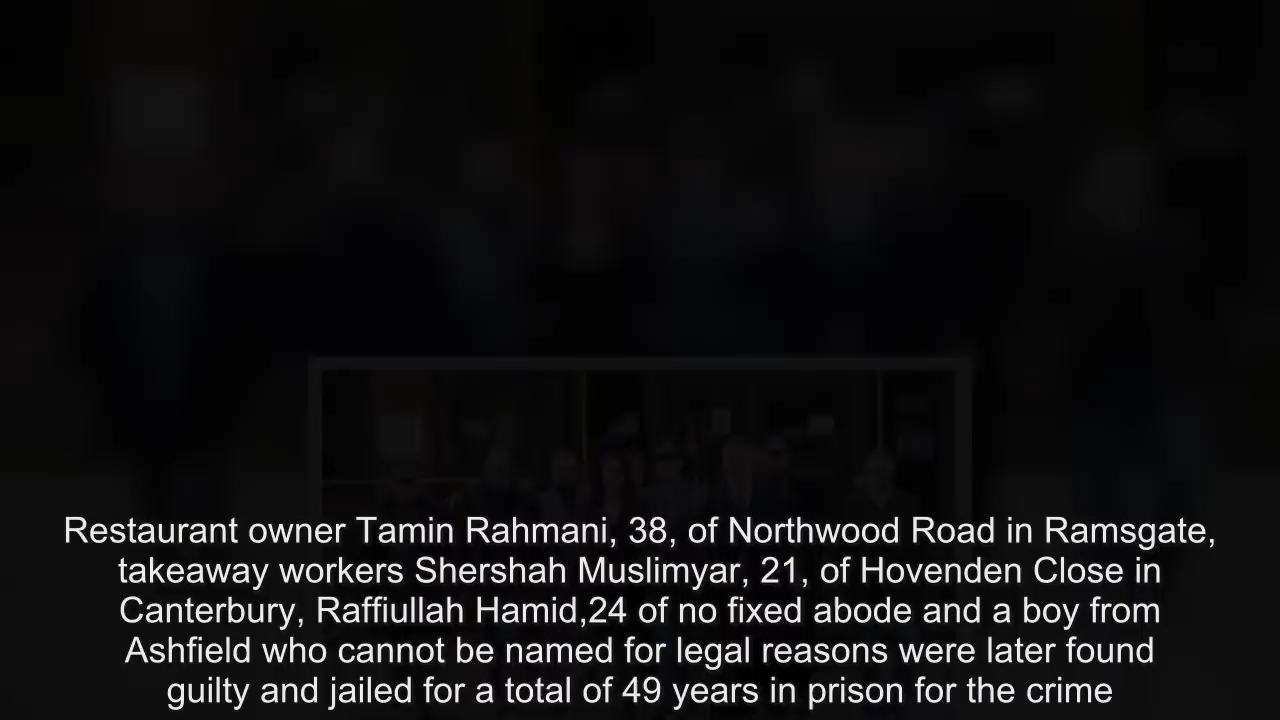 Restaurant owner Tamin Rahmani, 38, of Northwood Road in Ramsgate,
takeaway workers Shershah Muslimyar, 21, of Hovenden Close in
Canterbury, Raffiullah Hamid,24 of no fixed abode and a boy from
Ashfield who cannot be named for legal reasons were later found
guilty and jailed for a total of 49 years in prison for the crime